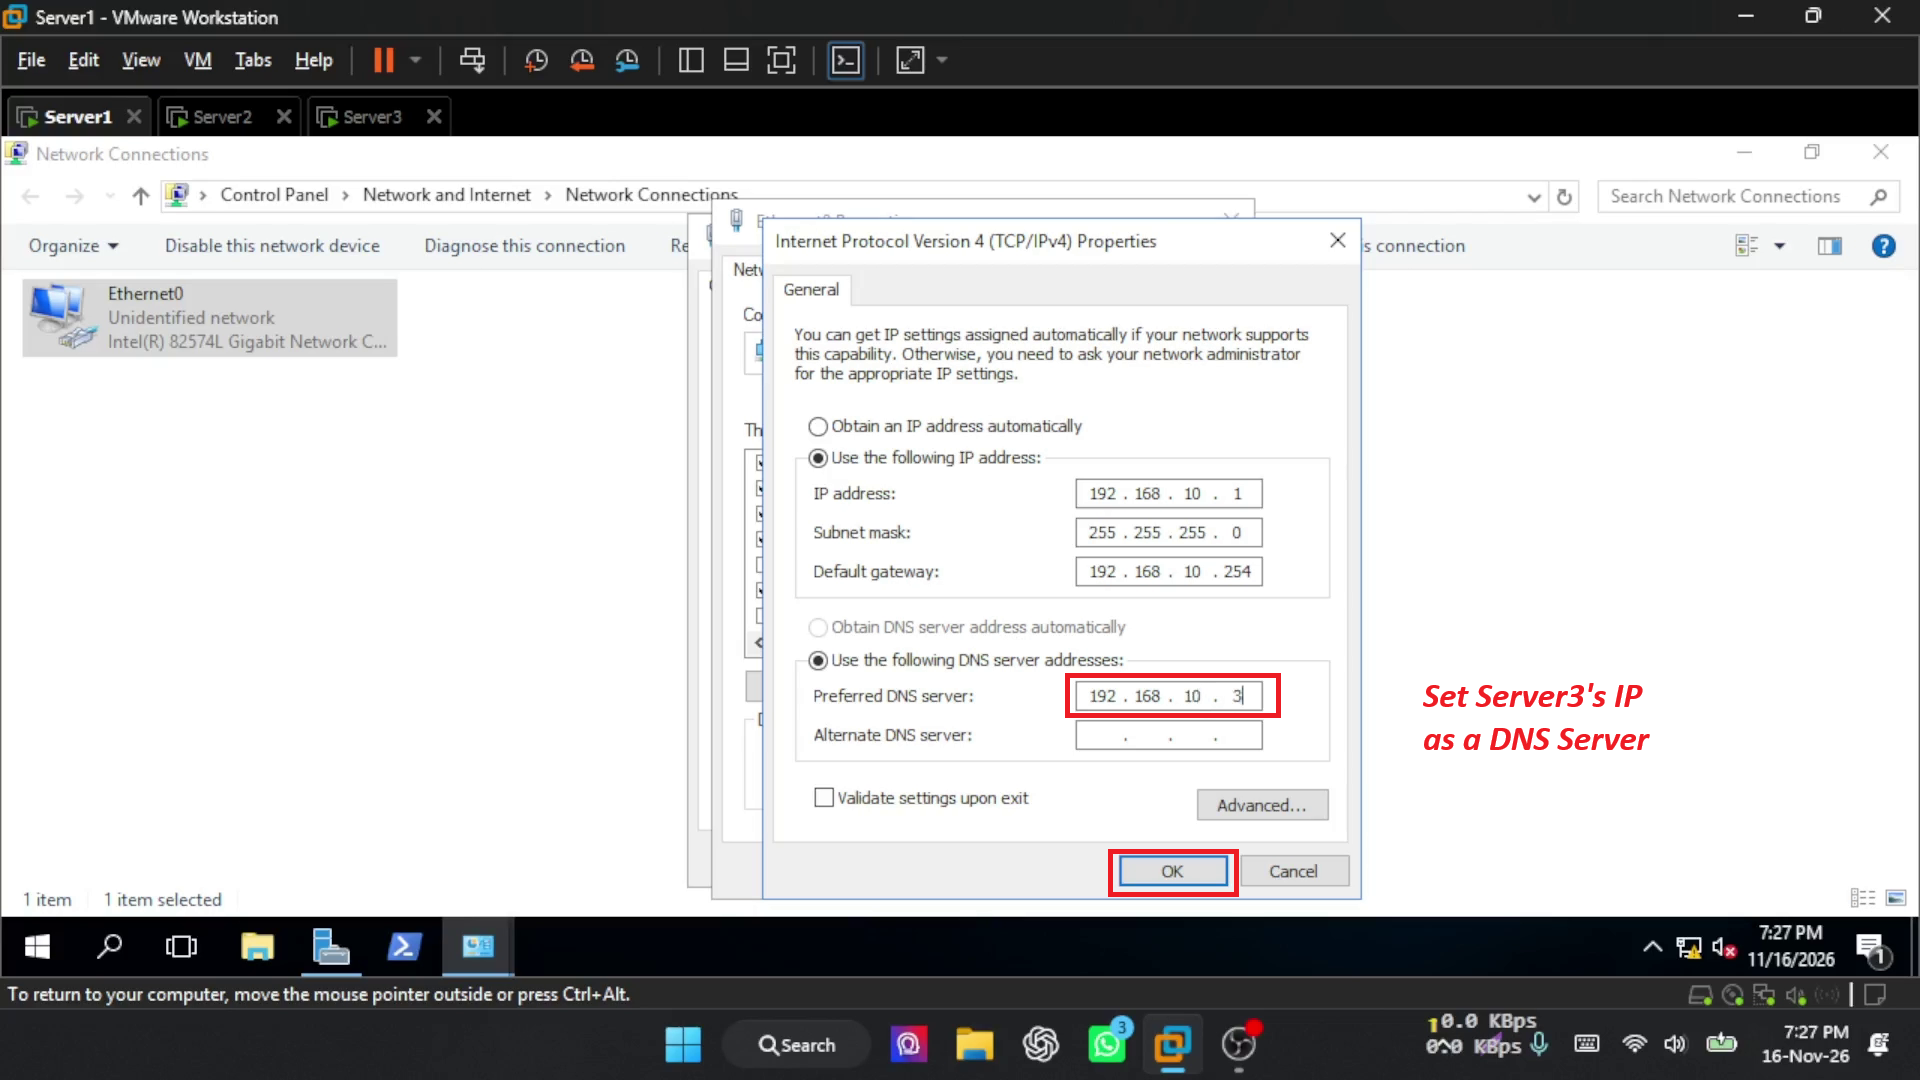 Server1 - VMware Workstation
File Edit View VM Tabs Help
Server1 Server2 Server3
Network Connections
Control Panel > Network and Internet > Network Connections
Search Network Connections
Organize Disable this network device Diagnose this connection
connection
Internet Protocol Version 4 (TCP/IPv4) Properties
General
Ethernet0
Unidentified network
Intel(R) 82574L Gigabit Network C...
You can get IP settings assigned automatically if your network supports
this capability. Otherwise, you need to ask your network administrator
for the appropriate IP settings.
Obtain an IP address automatically
Use the following IP address:
IP address: 192 . 168 . 10 . 1
Subnet mask: 255 . 255 . 255 . 0
Default gateway: 192 . 168 . 10 . 254
Obtain DNS server address automatically
Use the following DNS server addresses:
Preferred DNS server: 192 . 168 . 10 . 3
Alternate DNS server: . . .
Set Server3's IP
as a DNS Server
Validate settings upon exit
Advanced...
OK Cancel
1 item 1 item selected
7:27 PM
11/16/2026
1
To return to your computer, move the mouse pointer outside or press Ctrl+Alt.
Search
3
0.0 KBps
0.0 KBps
7:27 PM
16-Nov-26